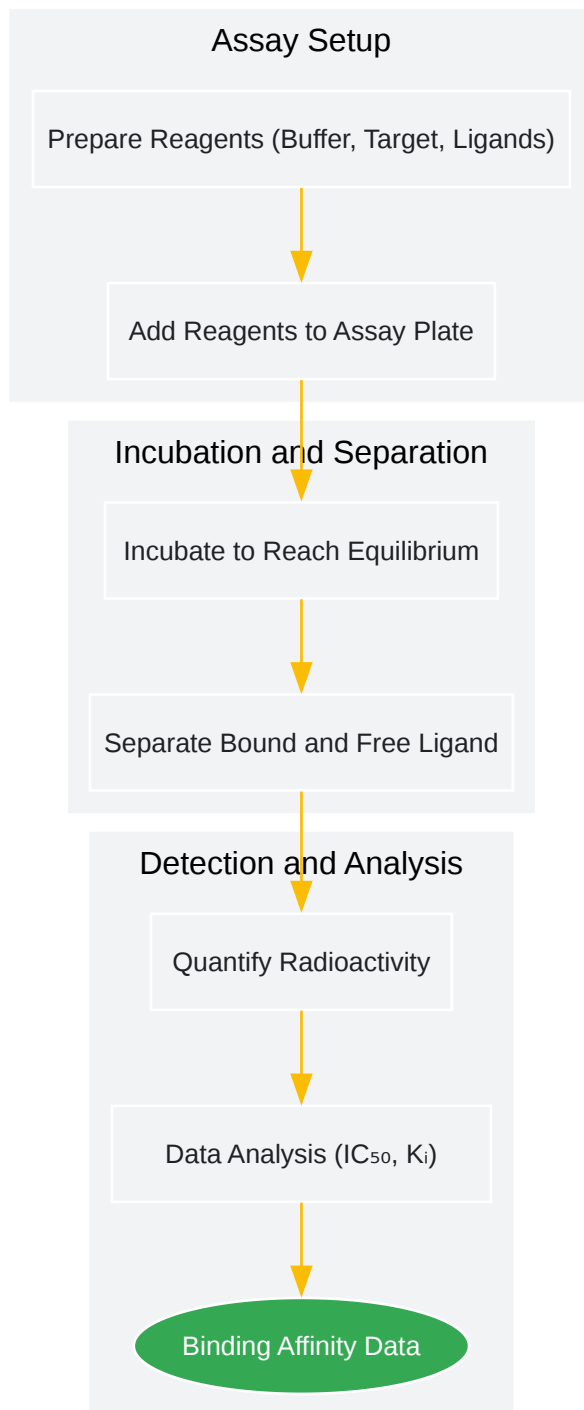 Assay Setup
Prepare Reagents (Buffer, Target, Ligands)
Add Reagents to Assay Plate
Incubation and Separation
Incubate to Reach Equilibrium
Separate Bound and Free Ligand
Detection and Analysis
Quantify Radioactivity
Data Analysis (IC₅₀, Kᵢ)
Binding Affinity Data